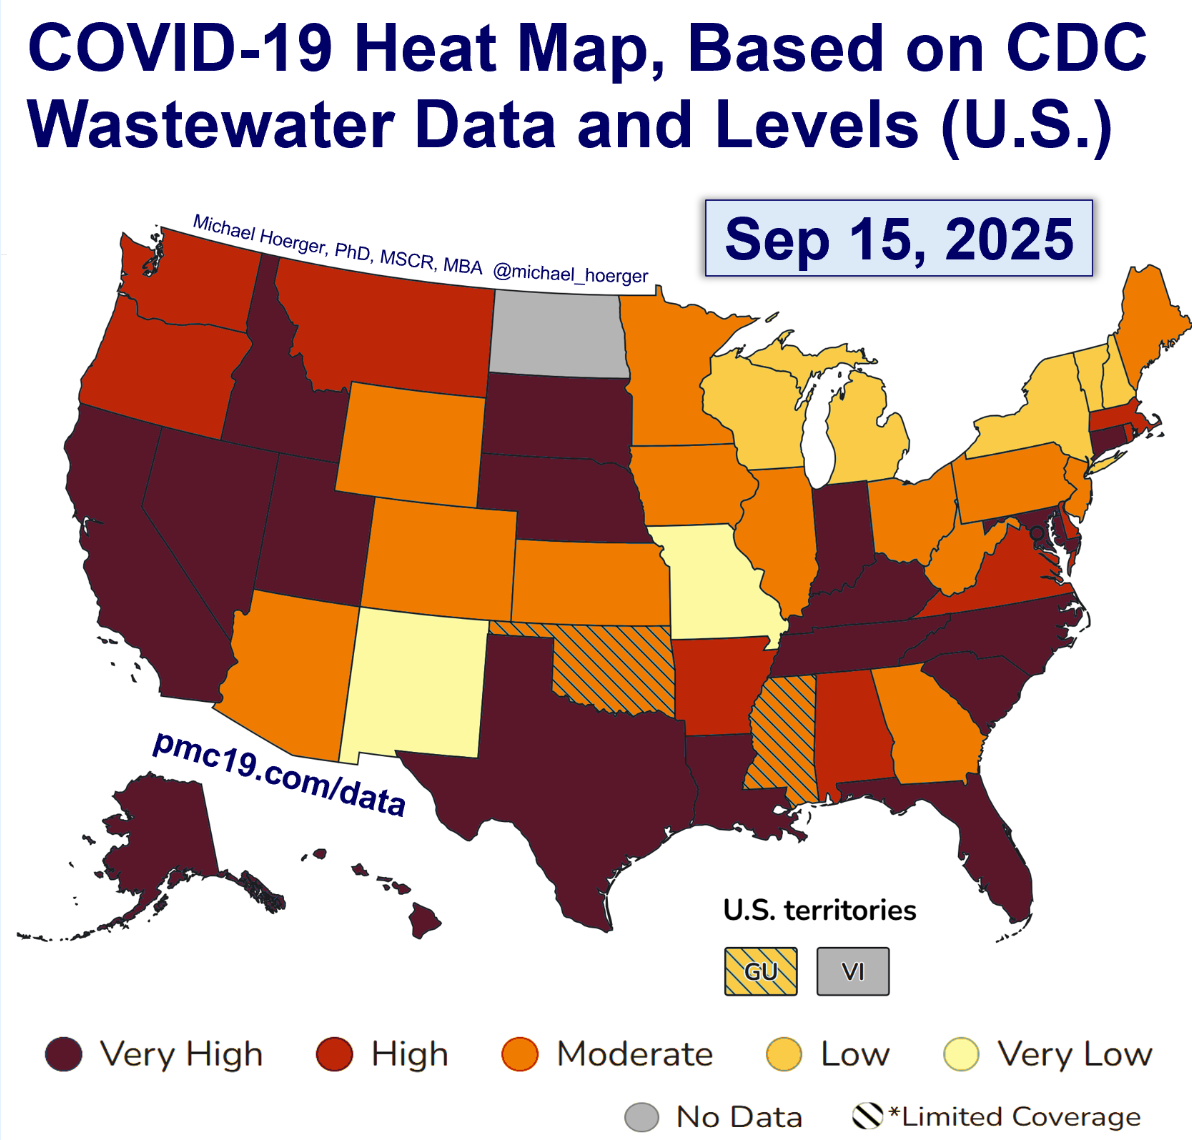 COVID-19 Heat Map, Based on CDC
Wastewater Data and Levels (U.S.)
Michael Hoerger, PhD, MSCR, MBA @michael_hoerger
Sep 15, 2025
pmc19.com/data
U.S. territories
GU VI
Very High High Moderate Low Very Low
No Data *Limited Coverage